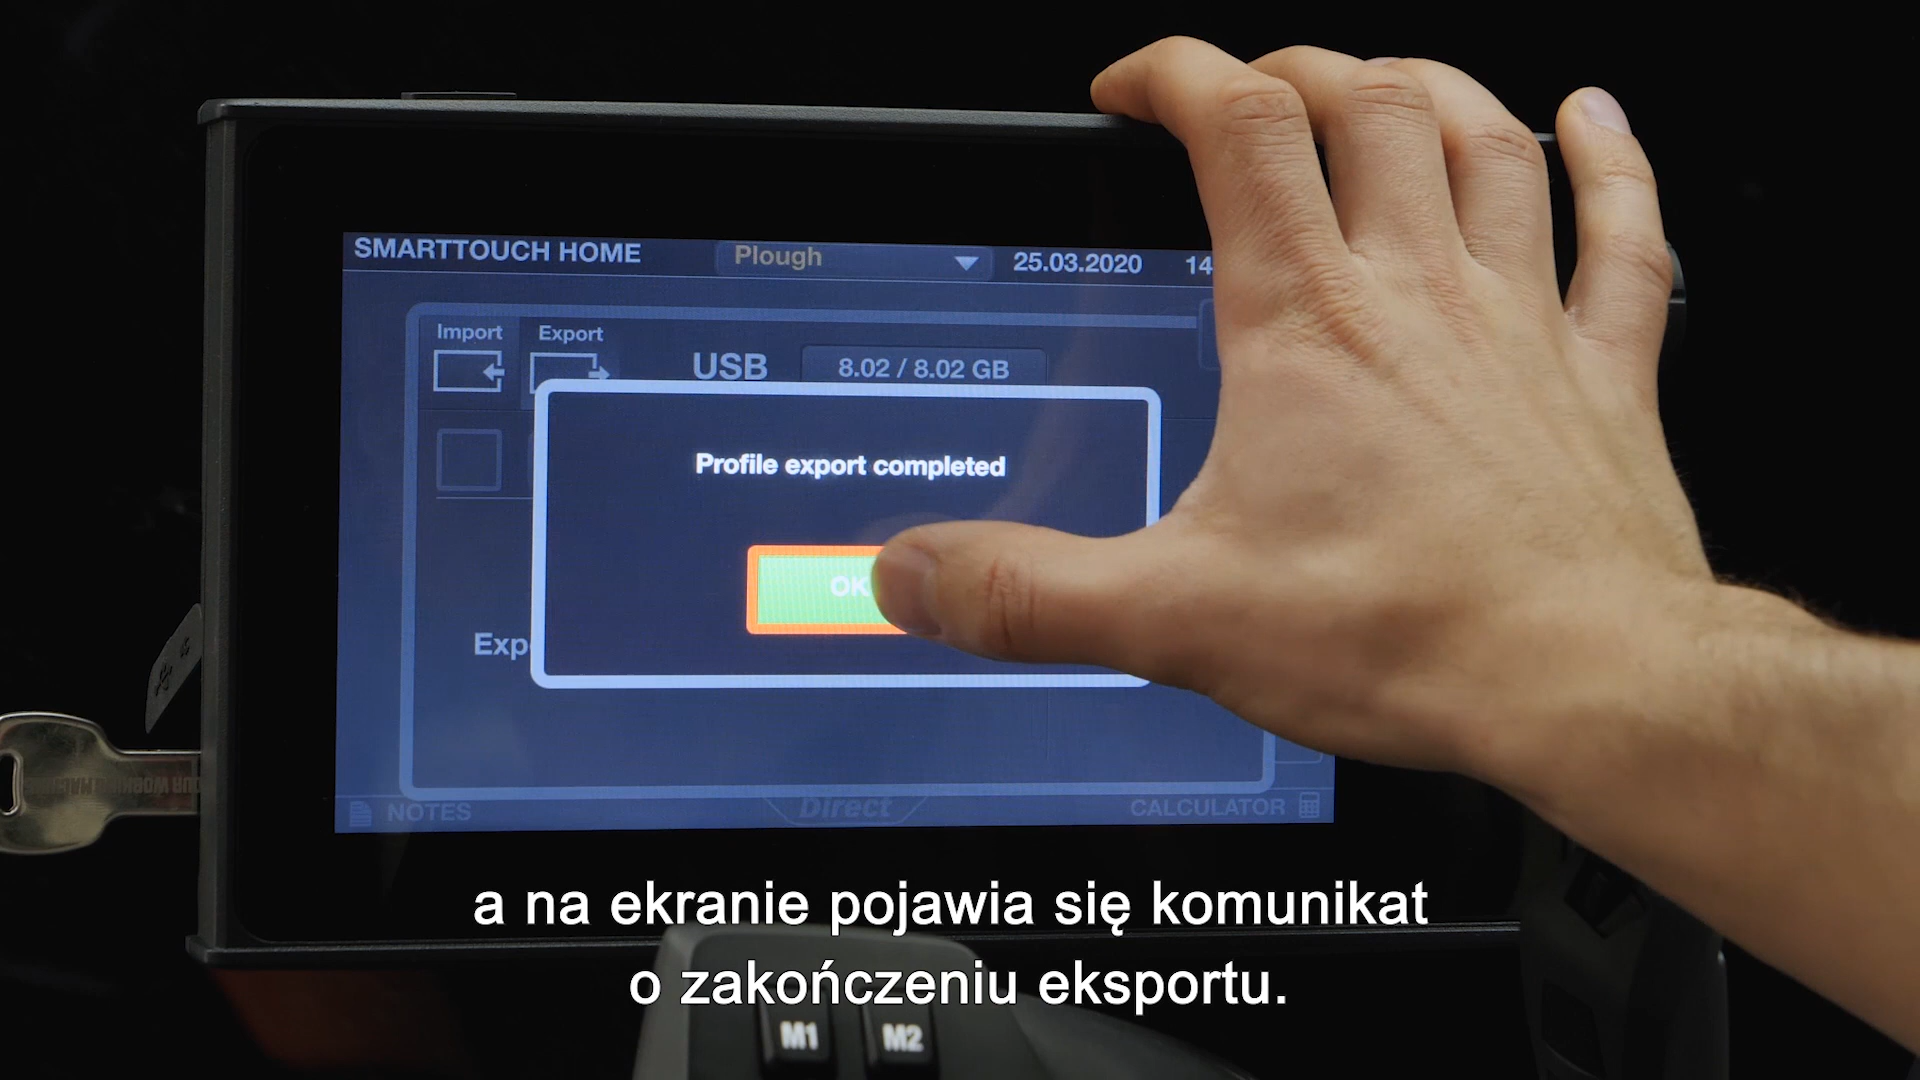 SMARTTOUCH HOME
Plough
25.03.2020
14
Import
Export
USB
8.02 / 8.02 GB
Profile export completed
OK
Exp
NOTES
Direct
CALCULATOR
a na ekranie pojawia się komunikat
o zakończeniu eksportu.
M1
M2